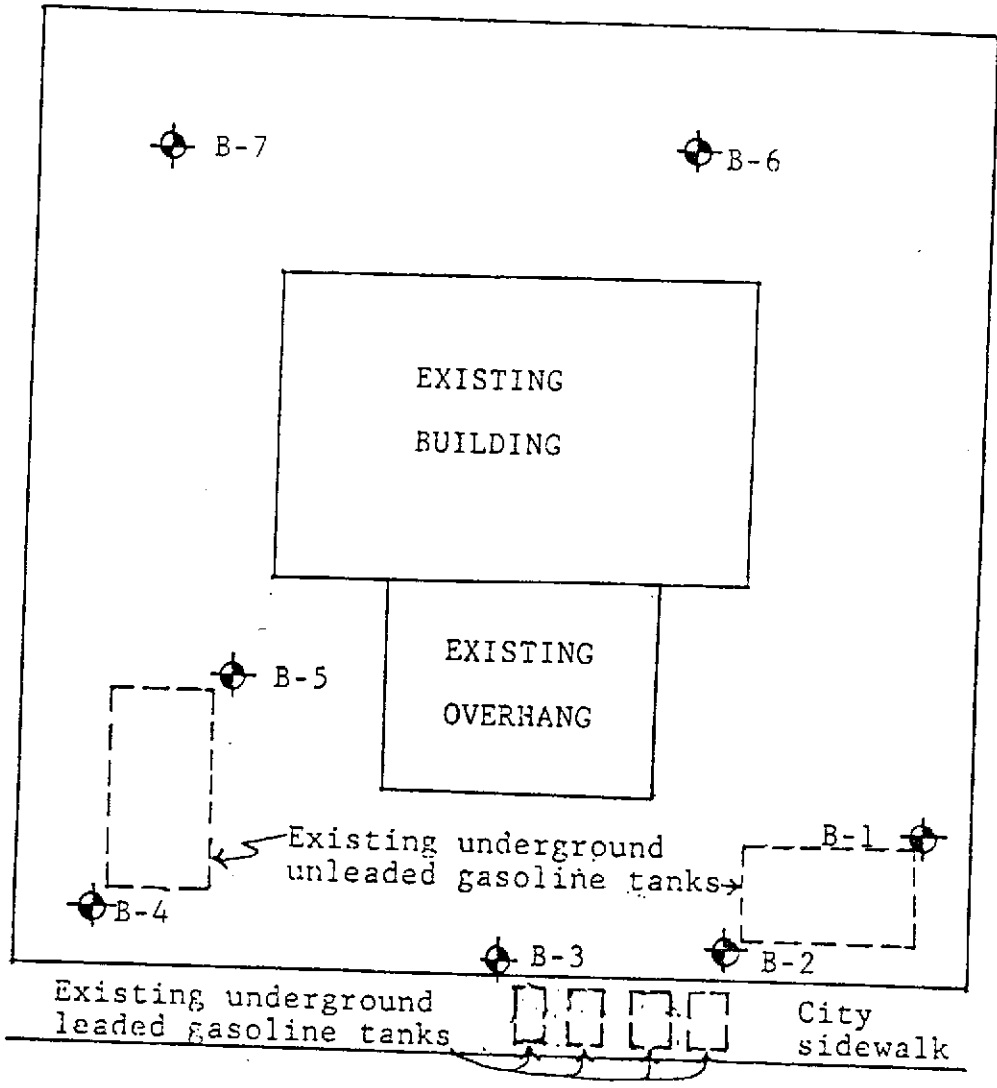 B-7
B-6
EXISTING
BUILDING
EXISTING
OVERHANG
B-5
Existing underground
unleaded gasoline tanks
B-1
B-4
B-3
B-2
Existing underground
leaded gasoline tanks
City
sidewalk